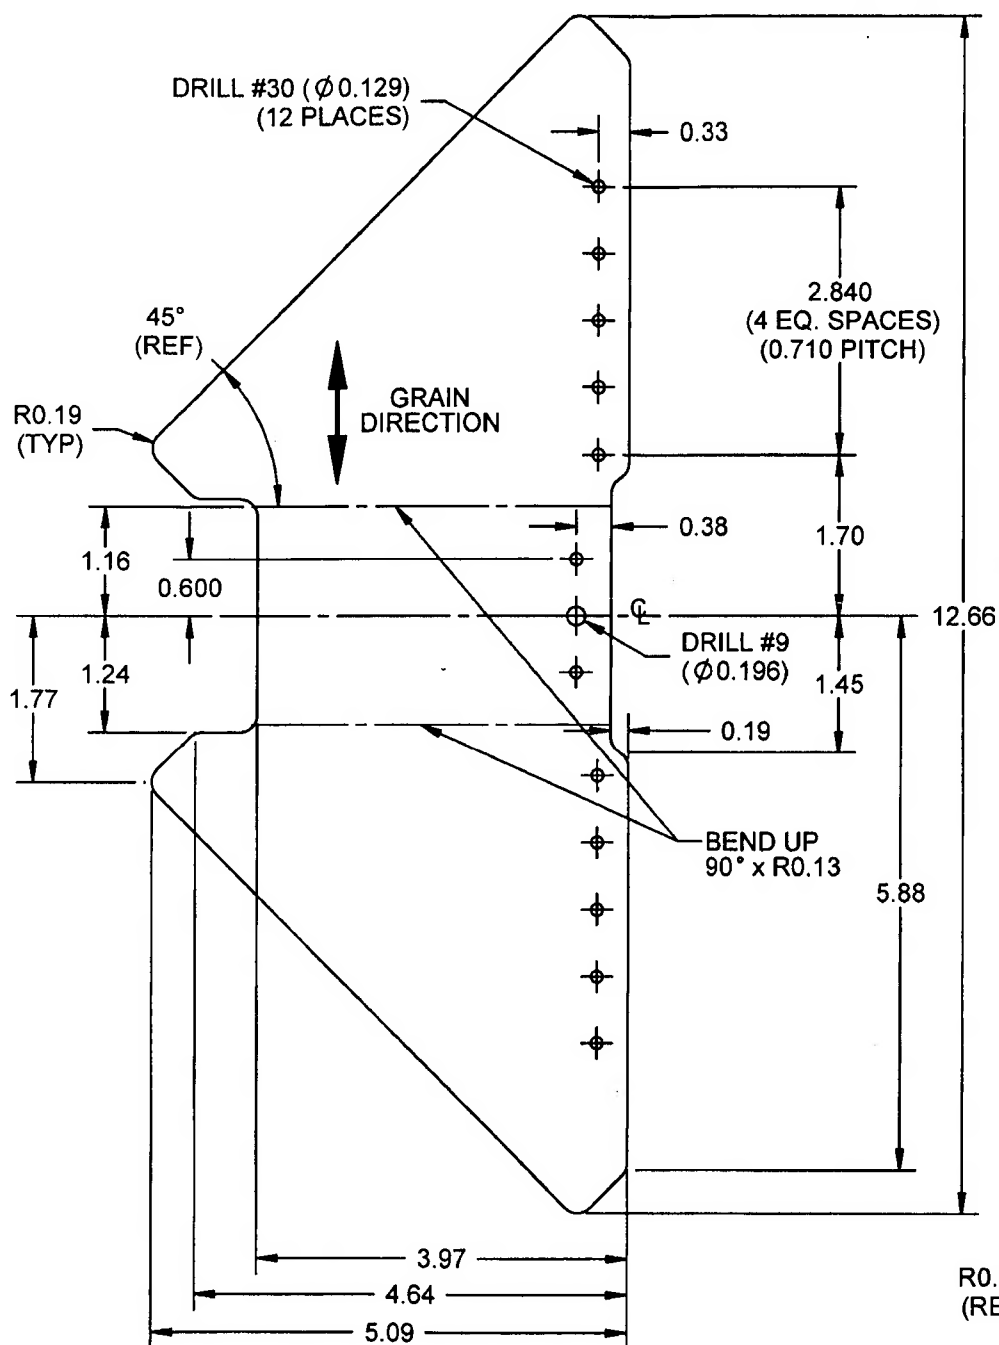 DRILL #30 (Ø0.129)
(12 PLACES)
0.33
2.840
(4 EQ. SPACES)
(0.710 PITCH)
45°
(REF)
GRAIN
DIRECTION
R0.19
(TYP)
0.38
1.70
1.16
0.600
℄
12.66
DRILL #9
(Ø0.196)
1.24
1.77
1.45
0.19
BEND UP
90° x R0.13
5.88
3.97
4.64
5.09
R0.
(RE